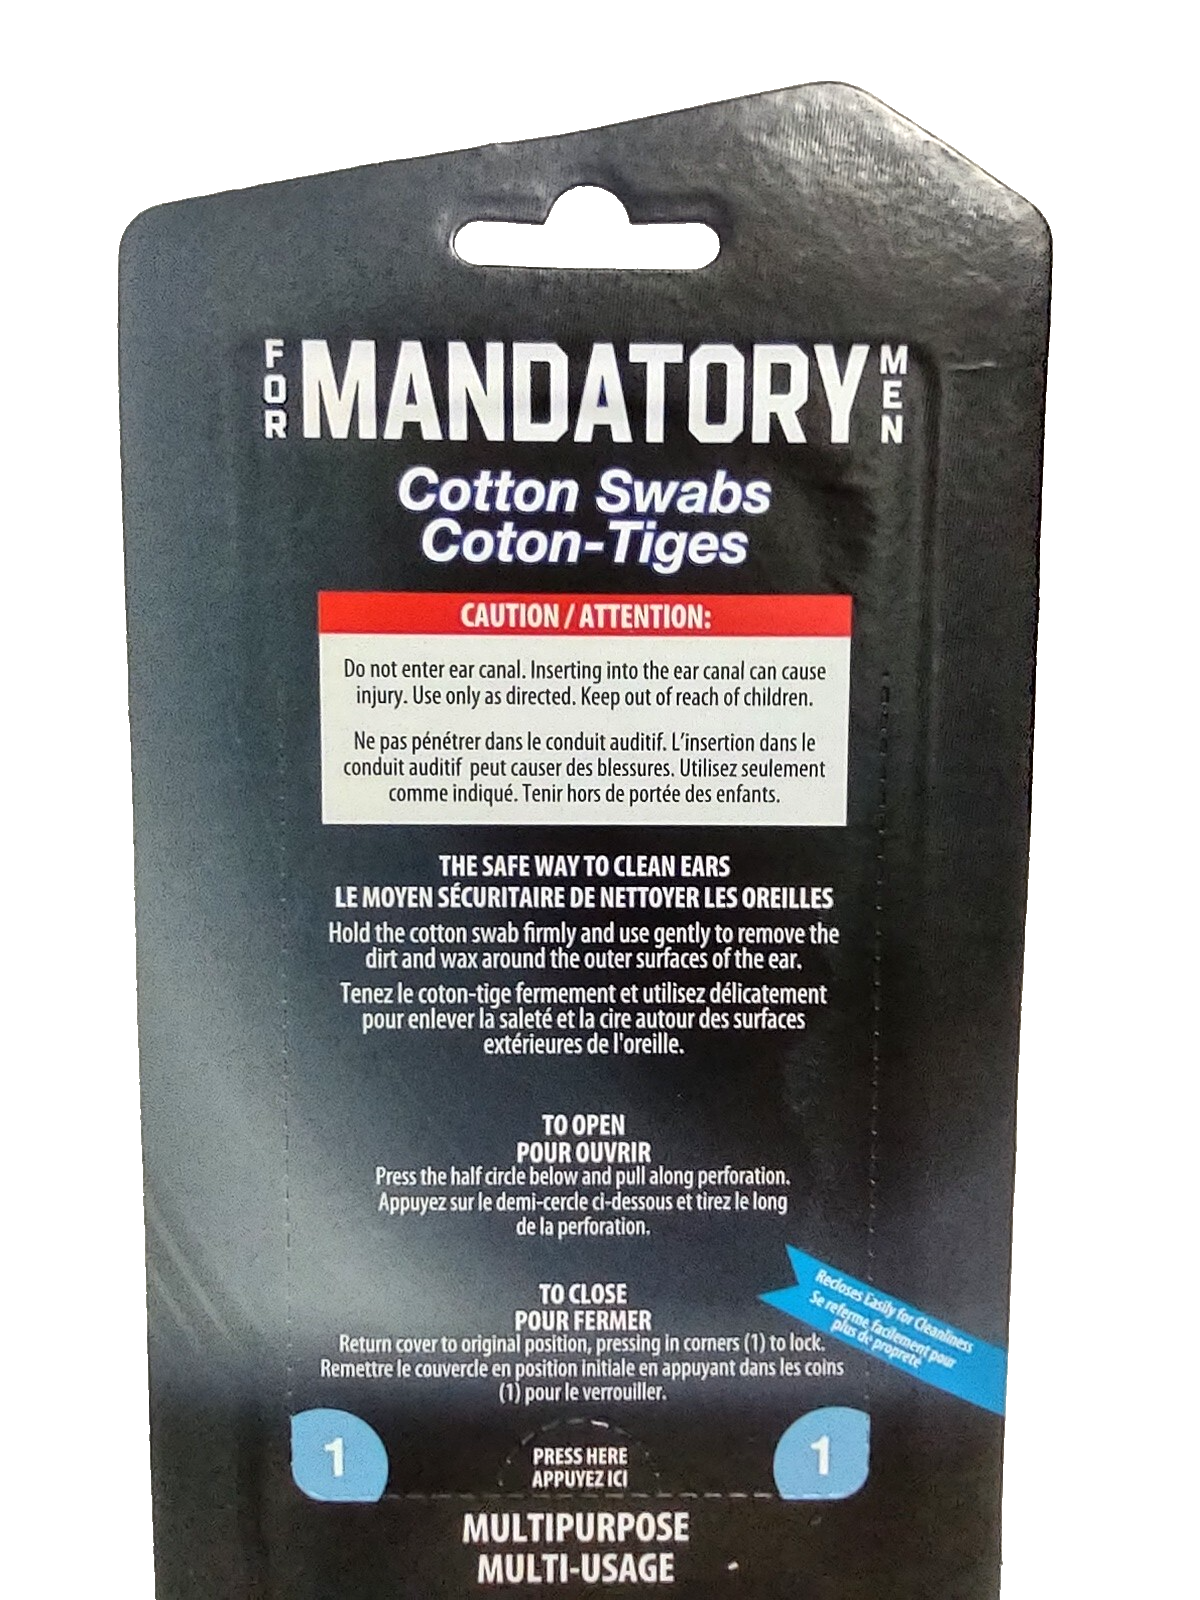 FOR MANDATORY MEN
Cotton Swabs
Coton-Tiges
CAUTION / ATTENTION:
Do not enter ear canal. Inserting into the ear canal can cause
injury. Use only as directed. Keep out of reach of children.
Ne pas pénétrer dans le conduit auditif. L'insertion dans le
conduit auditif peut causer des blessures. Utilisez seulement
comme indiqué. Tenir hors de portée des enfants.
THE SAFE WAY TO CLEAN EARS
LE MOYEN SÉCURITAIRE DE NETTOYER LES OREILLES
Hold the cotton swab firmly and use gently to remove the
dirt and wax around the outer surfaces of the ear.
Tenez le coton-tige fermement et utilisez délicatement
pour enlever la saleté et la cire autour des surfaces
extérieures de l'oreille.
TO OPEN
POUR OUVRIR
Press the half circle below and pull along perforation.
Appuyez sur le demi-cercle ci-dessous et tirez le long
de la perforation.
Recloses Easily for Cleanliness
Se referme facilement pour
plus de propreté
TO CLOSE
POUR FERMER
Return cover to original position, pressing in corners (1) to lock.
Remettre le couvercle en position initiale en appuyant dans les coins
(1) pour le verrouiller.
1
PRESS HERE
APPUYEZ ICI
1
MULTIPURPOSE
MULTI-USAGE